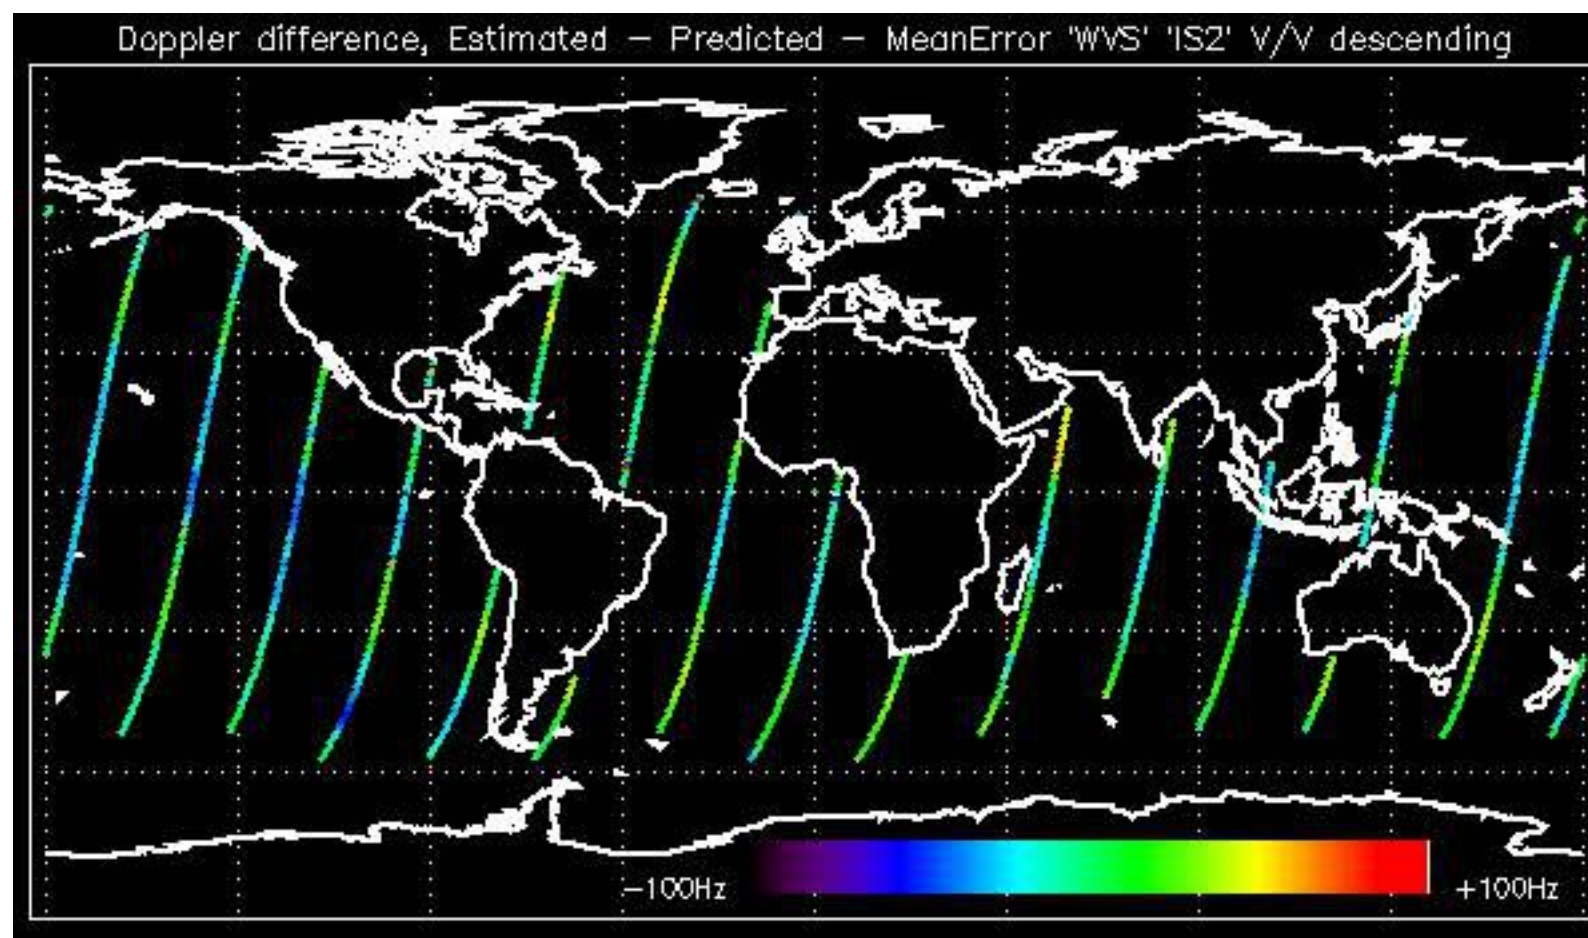 Doppler difference, Estimated - Predicted - MeanError 'WVS' 'IS2' V/V descending
-100Hz
+100Hz